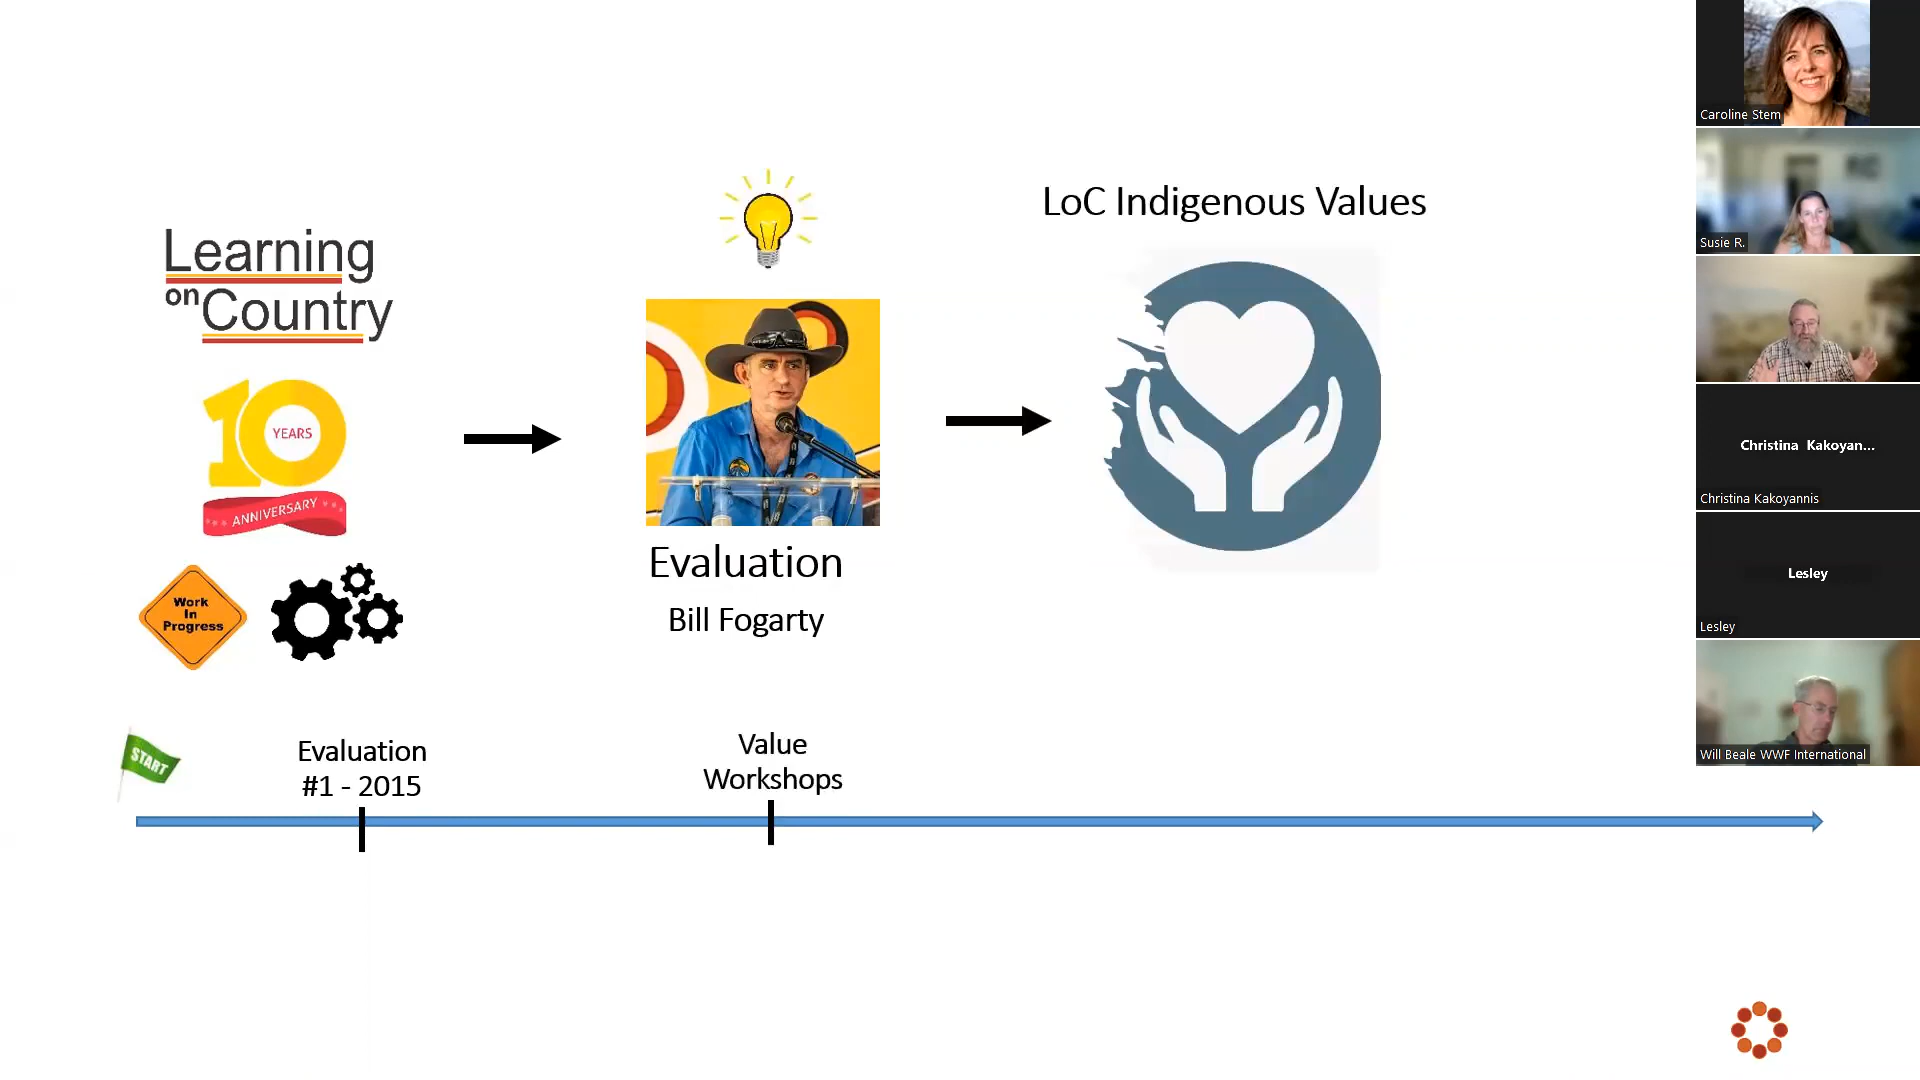 Learning
on Country
10
YEARS
ANNIVERSARY
Work
In
Progress
Evaluation
Bill Fogarty
LoC Indigenous Values
START
Evaluation
#1 - 2015
Value
Workshops
Caroline Stem
Susie R.
Christina Kakoyan...
Christina Kakoyannis
Lesley
Lesley
Will Beale WWF International